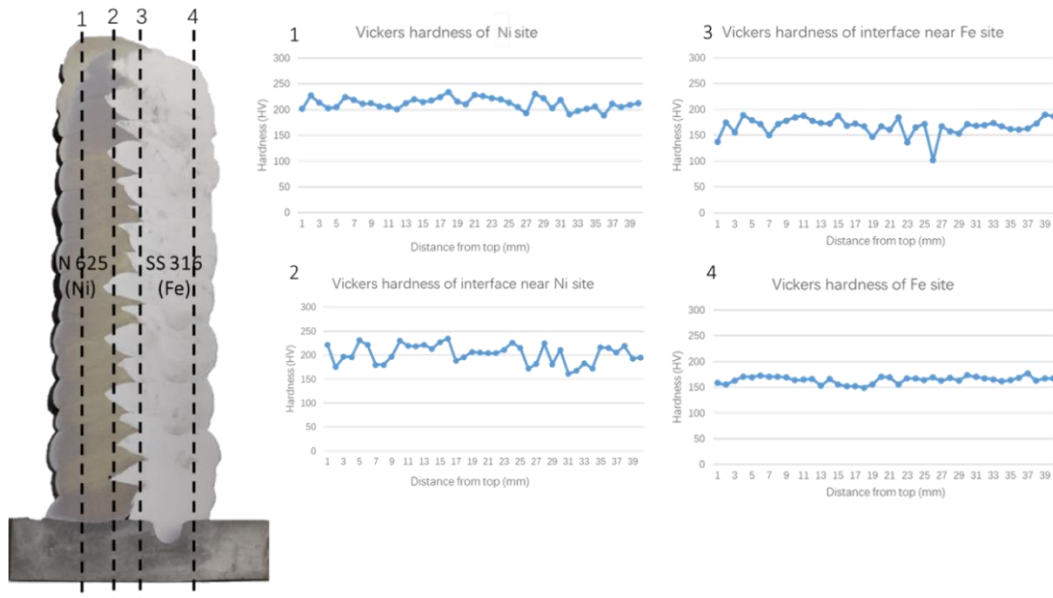 1
2
3
4
N 625
(Ni)
SS 316
(Fe)
1
Vickers hardness of Ni site
Hardness (HV)
300
250
200
150
100
50
0
1 3 5 7 9 11 13 15 17 19 21 23 25 27 29 31 33 35 37 39
Distance from top (mm)
2
Vickers hardness of interface near Ni site
Hardness (HV)
300
250
200
150
100
50
0
1 3 5 7 9 11 13 15 17 19 21 23 25 27 29 31 33 35 37 39
Distance from top (mm)
3
Vickers hardness of interface near Fe site
Hardness (HV)
300
250
200
150
100
50
0
1 3 5 7 9 11 13 15 17 19 21 23 25 27 29 31 33 35 37 39
Distance from top (mm)
4
Vickers hardness of Fe site
Hardness (HV)
300
250
200
150
100
50
0
1 3 5 7 9 11 13 15 17 19 21 23 25 27 29 31 33 35 37 39
Distance from top (mm)